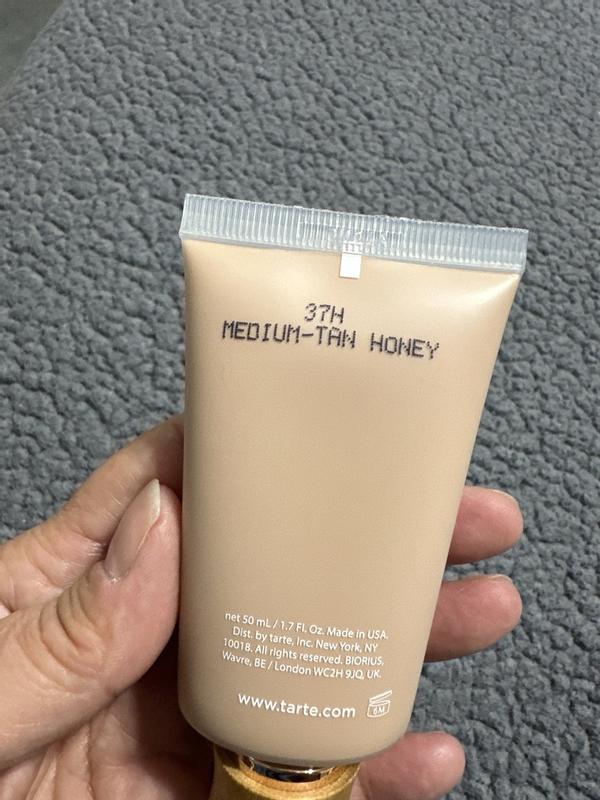 37H
MEDIUM-TAN HONEY
net 50 mL / 1.7 Fl. Oz. Made in USA.
Dist. by tarte, Inc. New York, NY
10018. All rights reserved. BIORIUS,
Wavre, BE / London WC2H 9JQ, UK.
www.tarte.com
6M